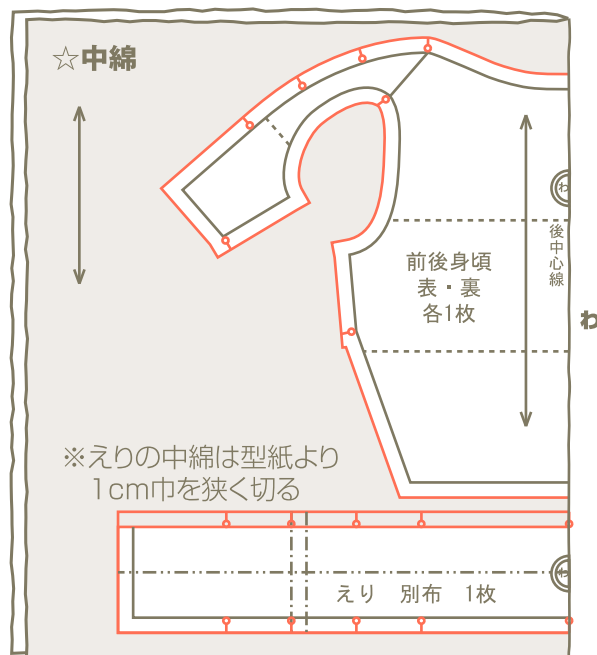 ☆中綿
わ
後中心線
前後身頃
表・裏
各1枚
わ
※えりの中綿は型紙より
1cm巾を狭く切る
わ
えり 別布 1枚